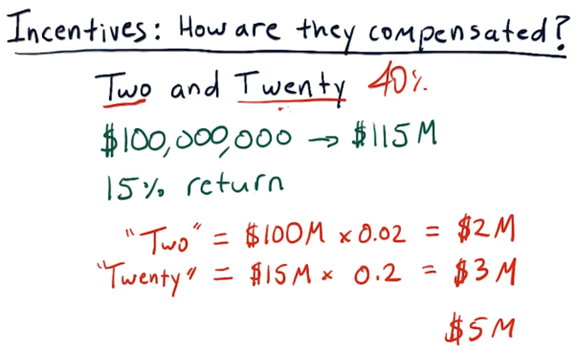 Incentives: How are they compensated?
Two and Twenty 40%
$100,000,000 → $115M
15% return
"Two" = $100M x 0.02 = $2M
"Twenty" = $15M x 0.2 = $3M
$5M